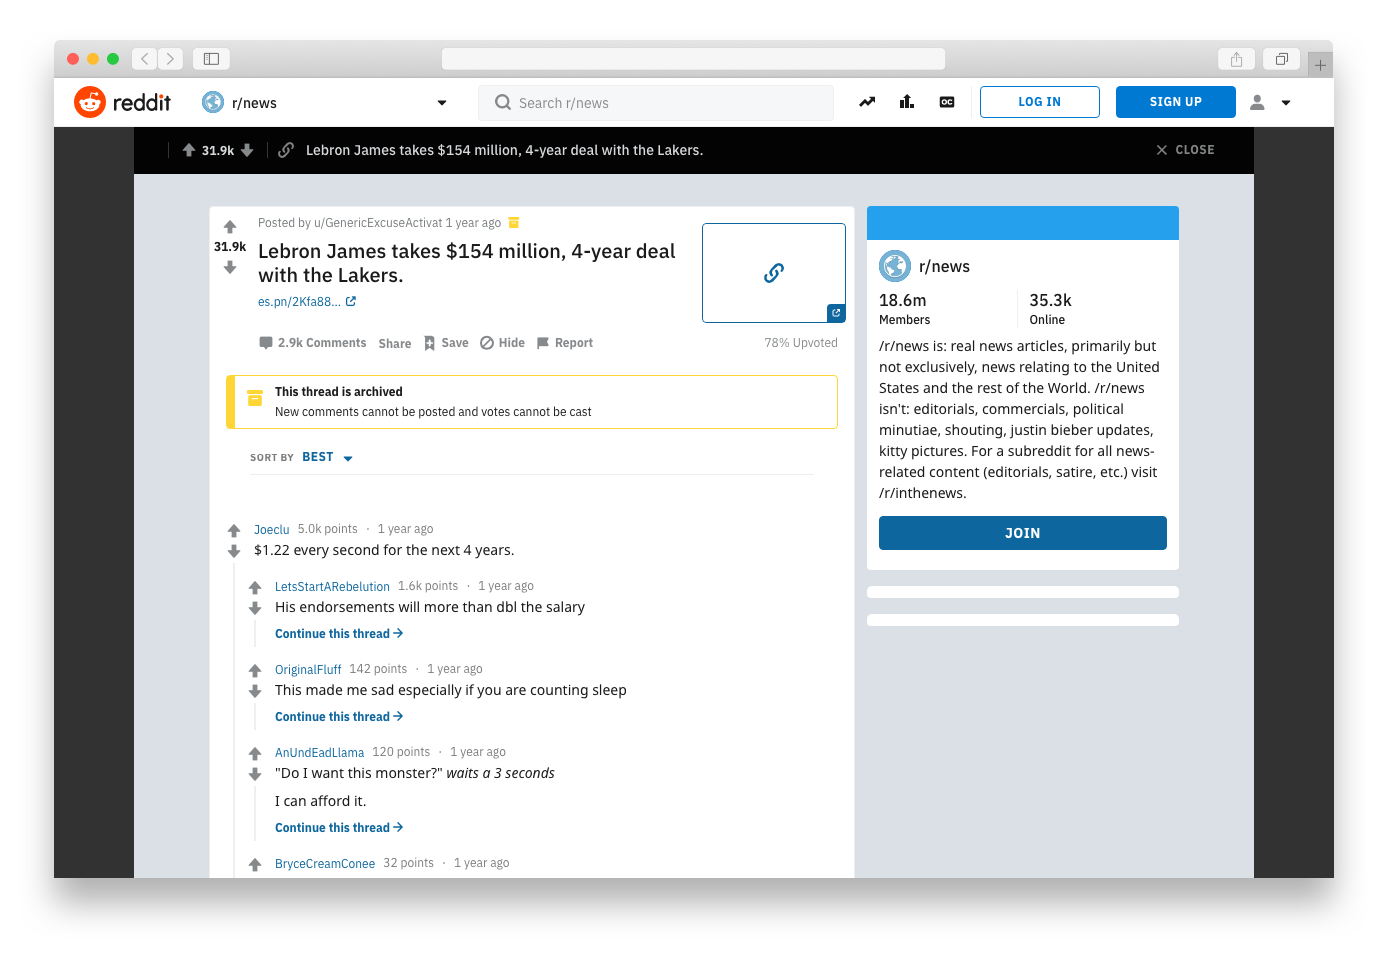 reddit
r/news
Search r/news
OC
LOG IN
SIGN UP
31.9k
Lebron James takes $154 million, 4-year deal with the Lakers.
CLOSE
Posted by u/GenericExcuseActivat 1 year ago
31.9k
Lebron James takes $154 million, 4-year deal
with the Lakers.
es.pn/2Kfa88...
2.9k Comments Share Save Hide Report
78% Upvoted
This thread is archived
New comments cannot be posted and votes cannot be cast
SORT BY BEST
Joeclu 5.0k points · 1 year ago
$1.22 every second for the next 4 years.
LetsStartARebelution 1.6k points · 1 year ago
His endorsements will more than dbl the salary
Continue this thread →
OriginalFluff 142 points · 1 year ago
This made me sad especially if you are counting sleep
Continue this thread →
AnUndEadLlama 120 points · 1 year ago
"Do I want this monster?" waits a 3 seconds
I can afford it.
Continue this thread →
BryceCreamConee 32 points · 1 year ago
r/news
18.6m 35.3k
Members Online
/r/news is: real news articles, primarily but
not exclusively, news relating to the United
States and the rest of the World. /r/news
isn't: editorials, commercials, political
minutiae, shouting, justin bieber updates,
kitty pictures. For a subreddit for all news-
related content (editorials, satire, etc.) visit
/r/inthenews.
JOIN